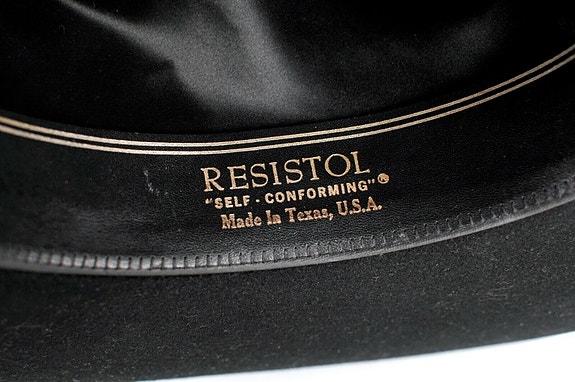 RESISTOL
"SELF-CONFORMING"®
Made In Texas, U.S.A.